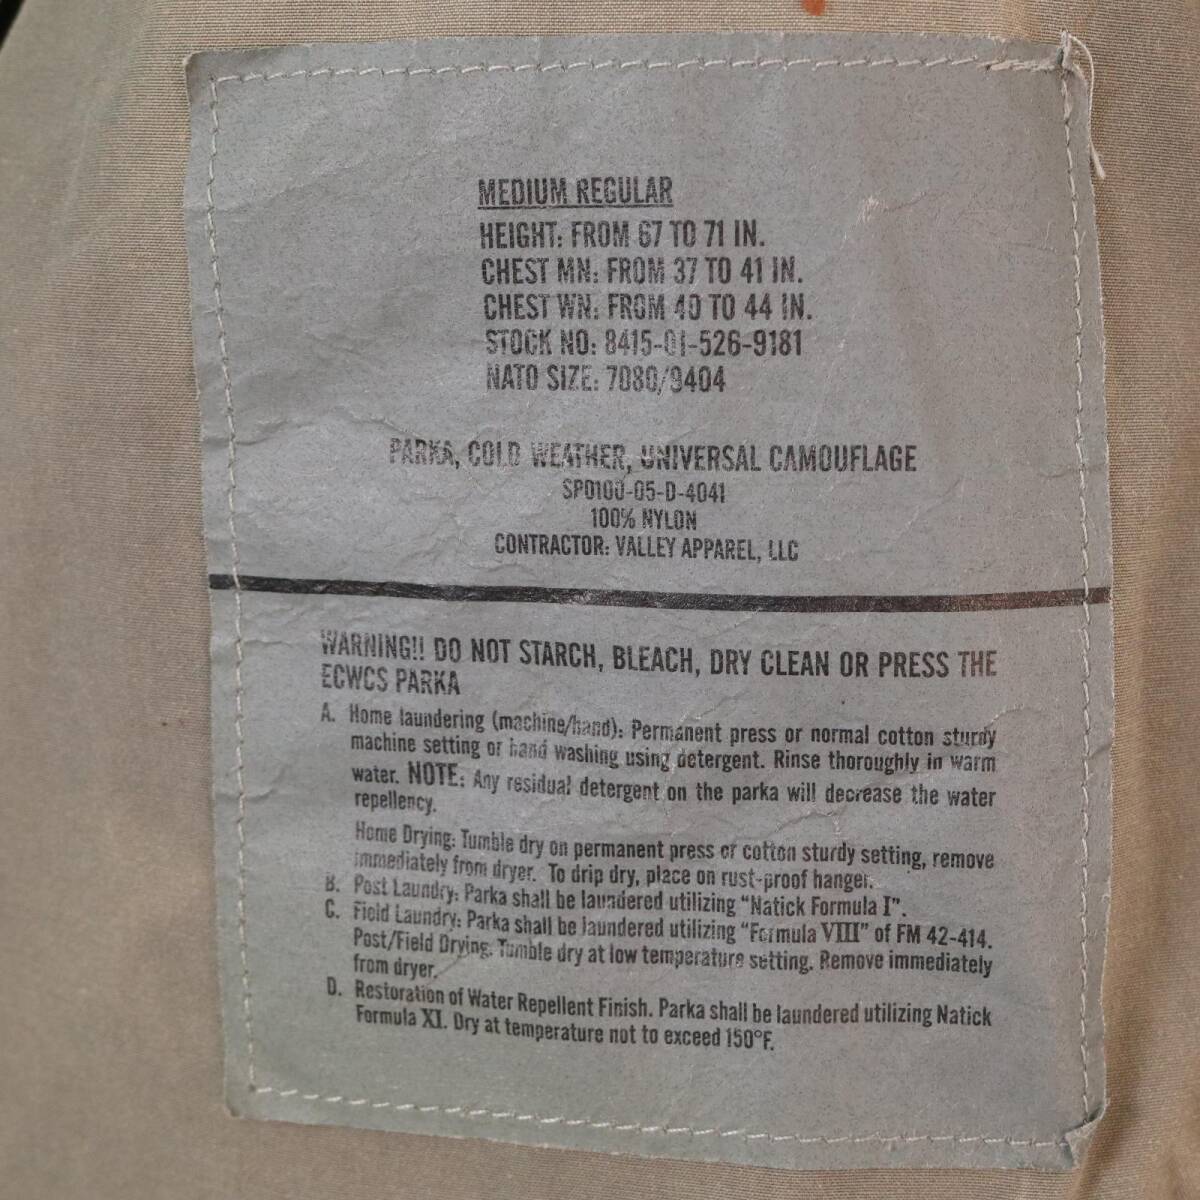 MEDIUM REGULAR
HEIGHT: FROM 67 TO 71 IN.
CHEST MN: FROM 37 TO 41 IN.
CHEST WN: FROM 40 TO 44 IN.
STOCK NO: 8415-01-526-9181
NATO SIZE: 7080/9404
PARKA, COLD WEATHER, UNIVERSAL CAMOUFLAGE
SP0100-05-D-4041
100% NYLON
CONTRACTOR: VALLEY APPAREL, LLC
WARNING!! DO NOT STARCH, BLEACH, DRY CLEAN OR PRESS THE
ECWCS PARKA
A. Home laundering (machine/hand): Permanent press or normal cotton sturdy
machine setting or hand washing using detergent. Rinse thoroughly in warm
water. NOTE: Any residual detergent on the parka will decrease the water
repellency.
Home Drying: Tumble dry on permanent press or cotton sturdy setting, remove
immediately from dryer. To drip dry, place on rust-proof hanger.
B. Post Laundry: Parka shall be laundered utilizing "Natick Formula I".
C. Field Laundry: Parka shall be laundered utilizing "Formula VIII" of FM 42-414.
Post/Field Drying. Tumble dry at low temperature setting. Remove immediately
from dryer.
D. Restoration of Water Repellent Finish. Parka shall be laundered utilizing Natick
Formula XI. Dry at temperature not to exceed 150°F.